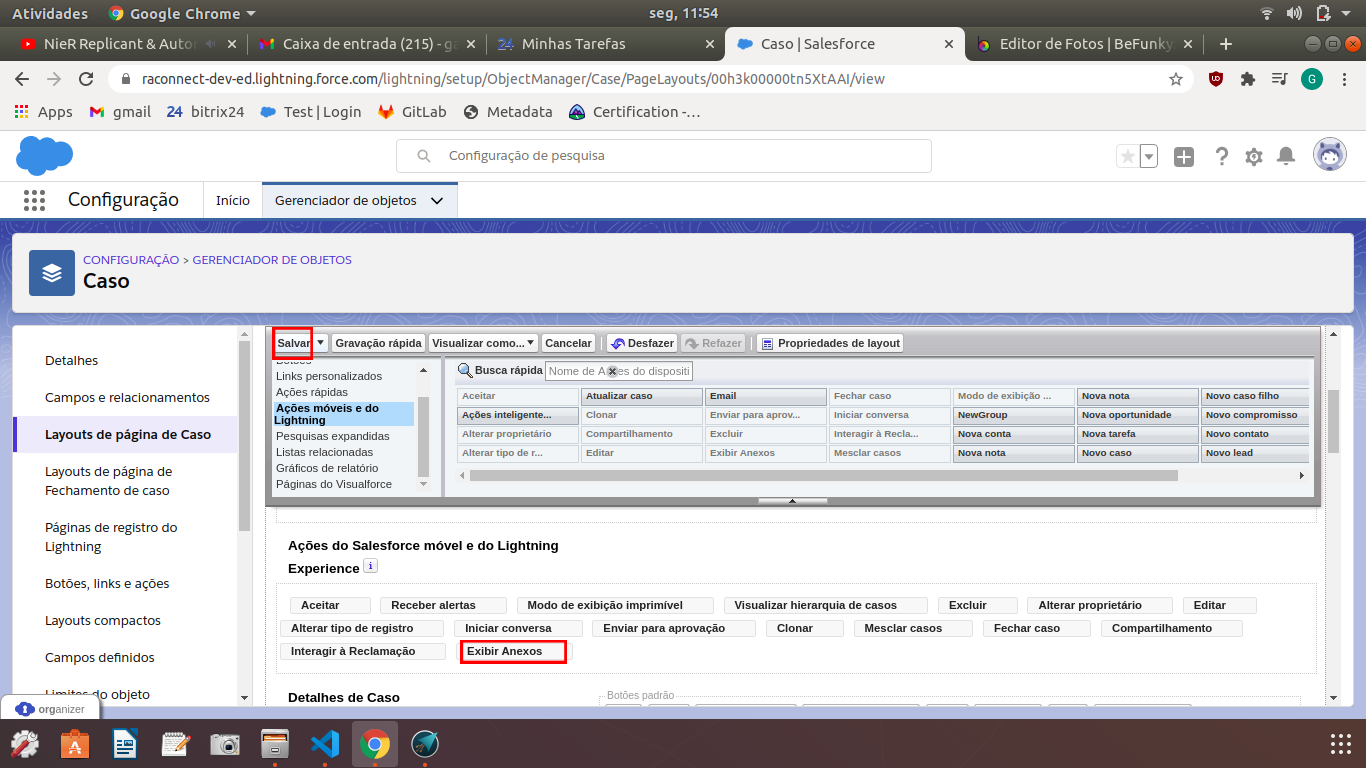 Atividades Google Chrome seg, 11:54
NieR Replicant & Auto Caixa de entrada (215) - ga Minhas Tarefas Caso | Salesforce Editor de Fotos | BeFunky
raconnect-dev-ed.lightning.force.com/lightning/setup/ObjectManager/Case/PageLayouts/00h3k00000tn5XtAAI/view G
Apps gmail 24 bitrix24 Test | Login GitLab Metadata Certification -...
Configuração de pesquisa
Configuração Início Gerenciador de objetos
CONFIGURAÇÃO > GERENCIADOR DE OBJETOS
Caso
Detalhes
Campos e relacionamentos
Layouts de página de Caso
Layouts de página de
Fechamento de caso
Páginas de registro do
Lightning
Botões, links e ações
Layouts compactos
Campos definidos
Limites do objeto
organizer
Salvar Gravação rápida Visualizar como... Cancelar Desfazer Refazer Propriedades de layout
Botões
Links personalizados
Ações rápidas
Ações móveis e do
Lightning
Pesquisas expandidas
Listas relacionadas
Gráficos de relatório
Páginas do Visualforce
Busca rápida Nome de A es do dispositi
Aceitar Atualizar caso Email Fechar caso Modo de exibição ... Nova nota Novo caso filho
Ações inteligente... Clonar Enviar para aprov... Iniciar conversa NewGroup Nova oportunidade Novo compromisso
Alterar proprietário Compartilhamento Excluir Interagir à Recla... Nova conta Nova tarefa Novo contato
Alterar tipo de r... Editar Exibir Anexos Mesclar casos Nova nota Novo caso Novo lead
Ações do Salesforce móvel e do Lightning
Experience i
Aceitar Receber alertas Modo de exibição imprimível Visualizar hierarquia de casos Excluir Alterar proprietário Editar
Alterar tipo de registro Iniciar conversa Enviar para aprovação Clonar Mesclar casos Fechar caso Compartilhamento
Interagir à Reclamação Exibir Anexos
Detalhes de Caso Botões padrão